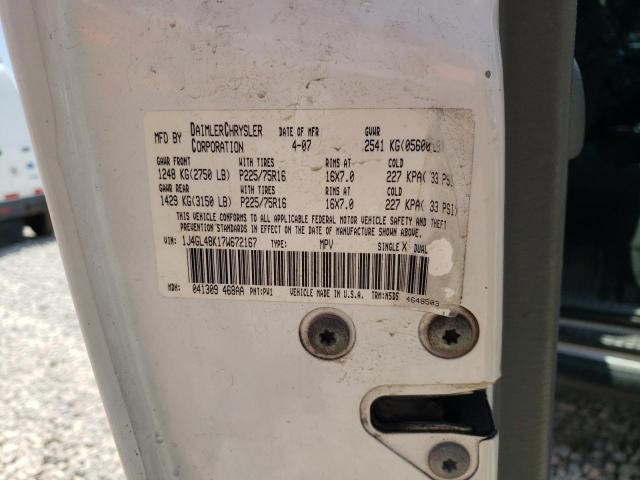 MFD BY DAIMLERCHRYSLER CORPORATION DATE OF MFR 4-07 GVWR 2541 KG(05600 LB
GAWR FRONT WITH TIRES RIMS AT COLD
1248 KG(2750 LB) P225/75R16 16X7.0 227 KPA( 33 PSI)
GAWR REAR WITH TIRES RIMS AT COLD
1429 KG(3150 LB) P225/75R16 16X7.0 227 KPA( 33 PSI)
THIS VEHICLE CONFORMS TO ALL APPLICABLE FEDERAL MOTOR VEHICLE SAFETY AND THEFT
PREVENTION STANDARDS IN EFFECT ON THE DATE OF MANUFACTURE SHOWN ABOVE.
VIN: 1J4GL48K17W672167 TYPE: MPV SINGLE X DUAL
MDH: 041309 469AA PNT: PW1 VEHICLE MADE IN U.S.A. TRM: N5DS 4648503